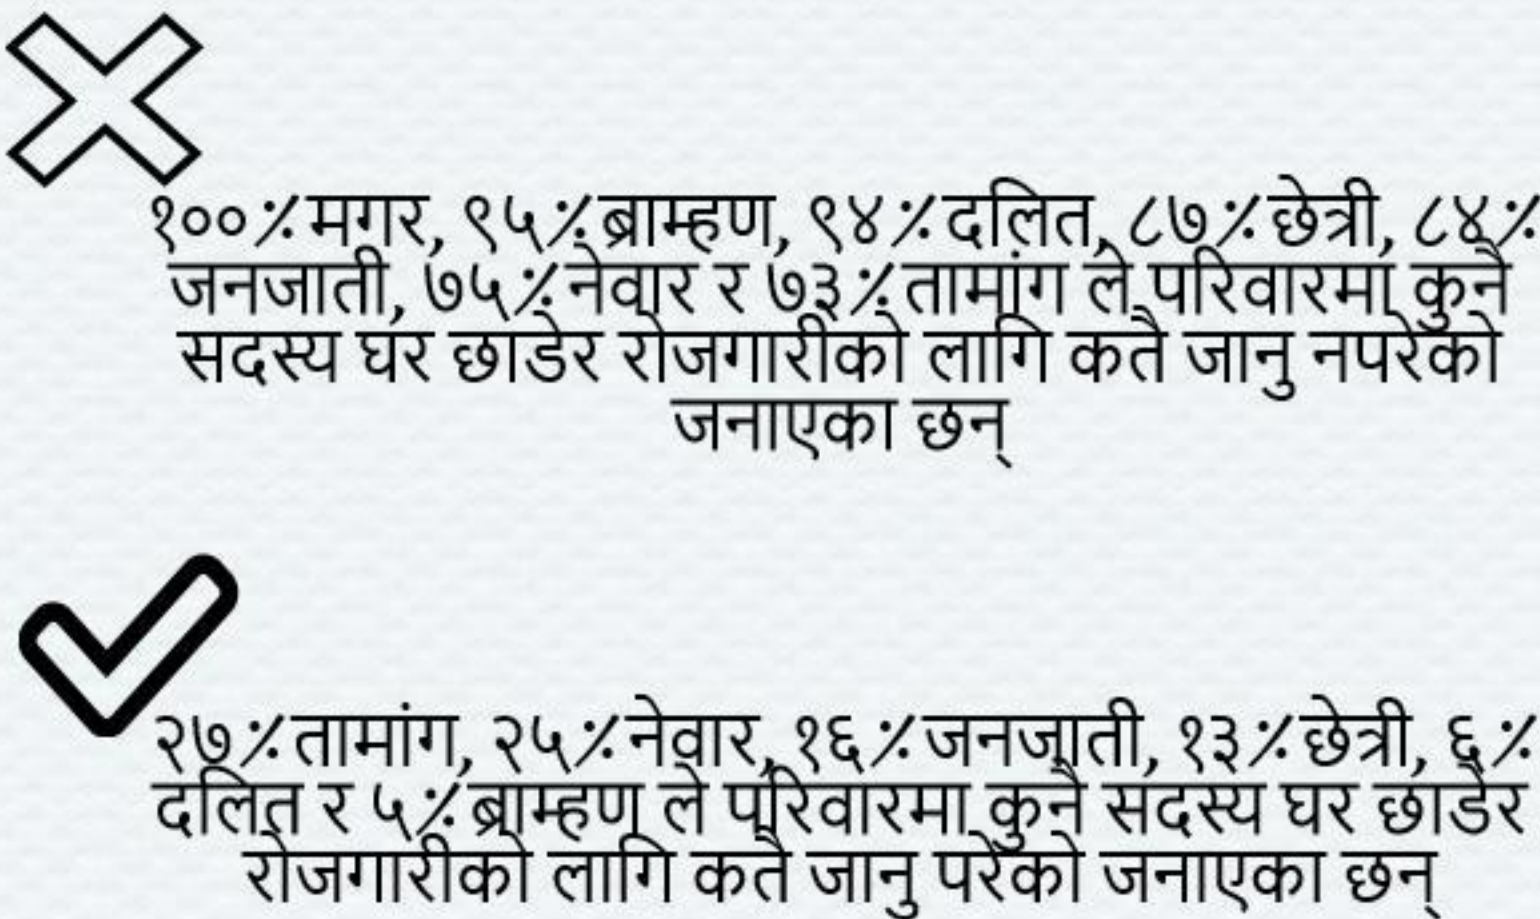 १००%मगर, ९५%ब्राम्हण, ९४%दलित, ८७%छेत्री, ८४%
जनजाती, ७५%नेवार र ७३%तामांग ले परिवारमा कुनै
सदस्य घर छाडेर रोजगारीको लागि कतै जानु नपरेको
जनाएका छन्
२७%तामांग, २५%नेवार, १६%जनजाती, १३%छेत्री, ६%
दलित र ५%ब्राम्हण ले परिवारमा कुनै सदस्य घर छाडेर
रोजगारीको लागि कतै जानु परेको जनाएका छन्